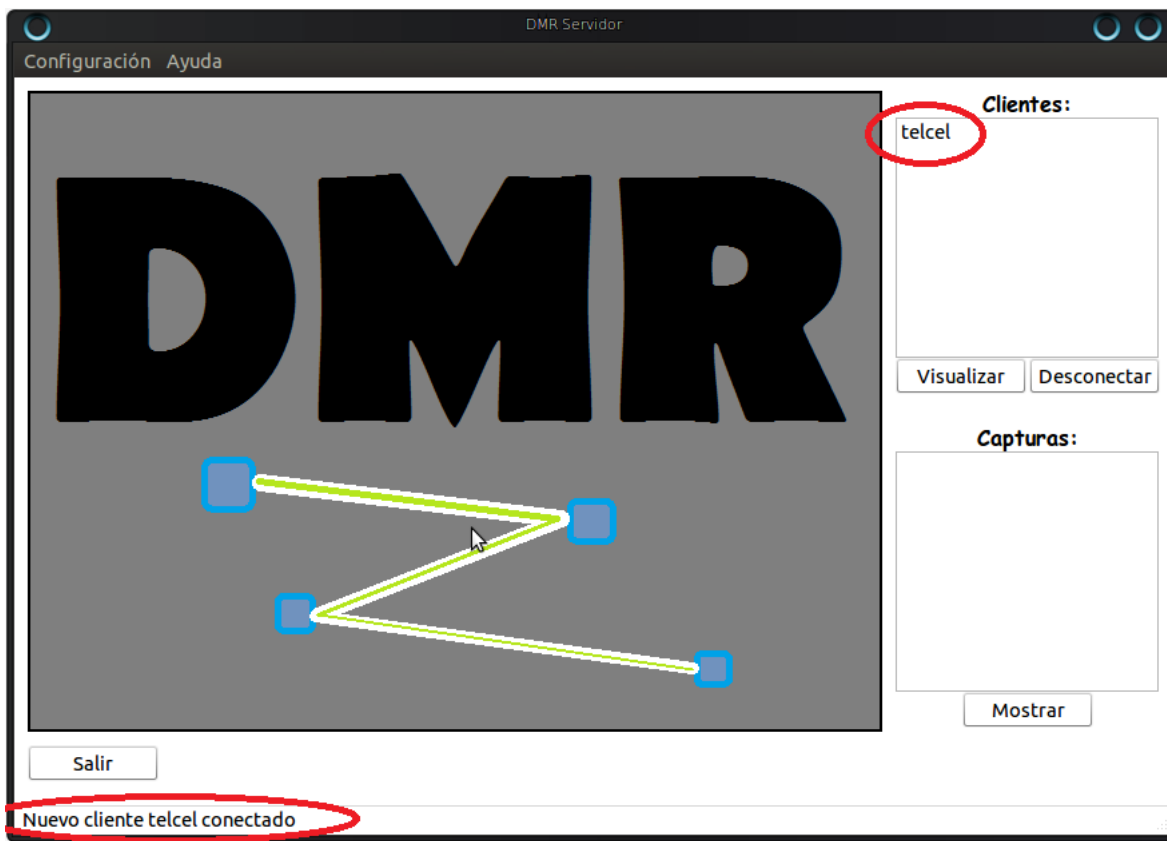 DMR Servidor
Configuración Ayuda
Clientes:
telcel
DMR
Visualizar Desconectar
Capturas:
Mostrar
Salir
Nuevo cliente telcel conectado